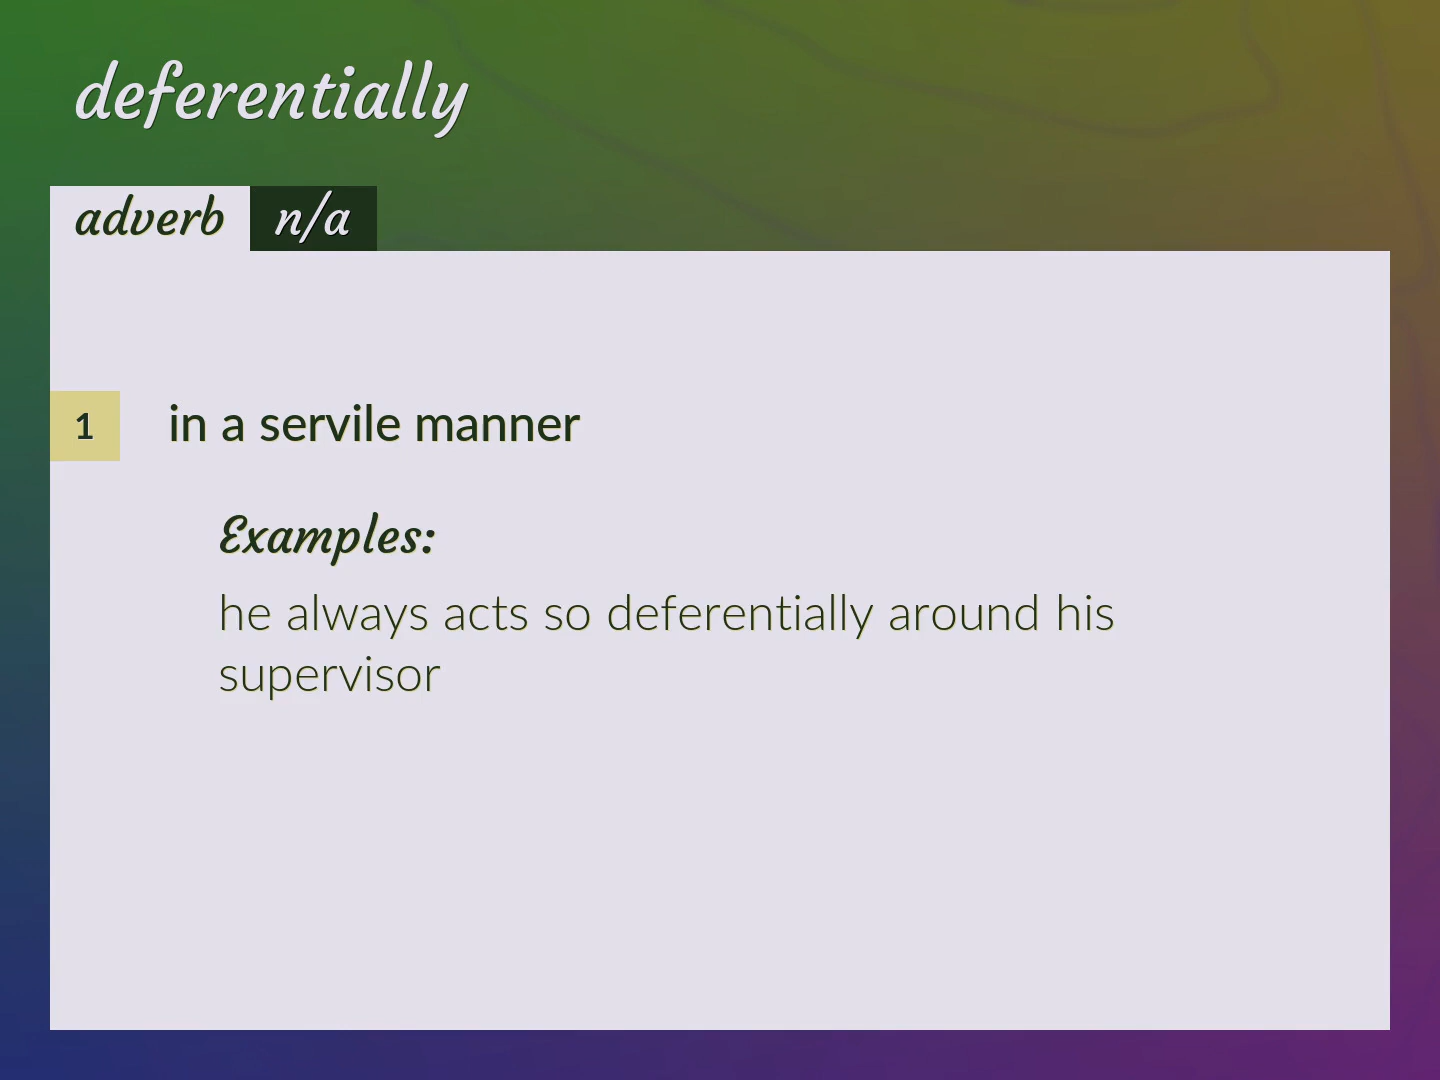 deferentially
adverb n/a
1 in a servile manner
Examples:
he always acts so deferentially around his
supervisor